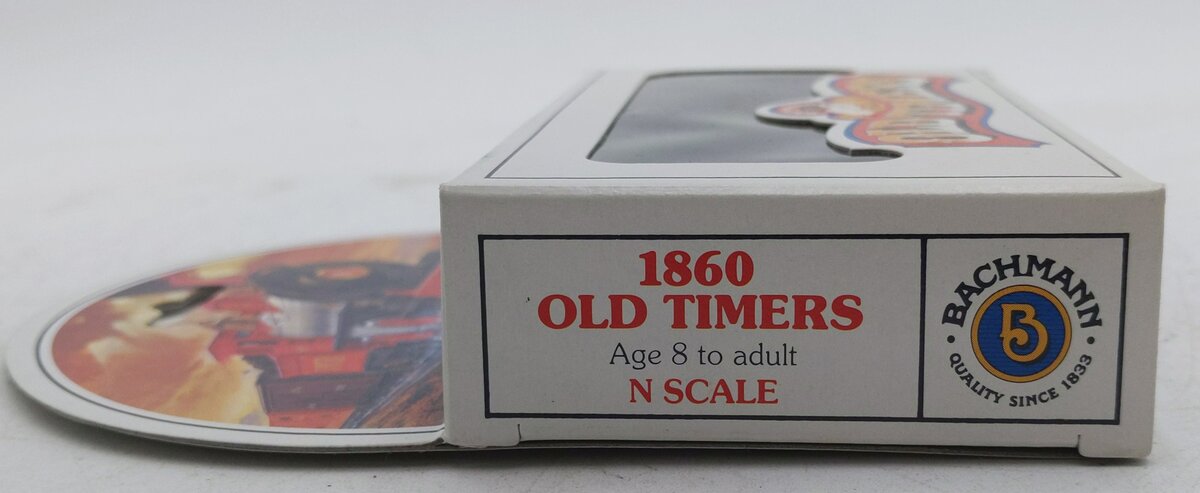 1860
OLD TIMERS
Age 8 to adult
N SCALE
BACHMANN
B
• QUALITY SINCE 1833 •